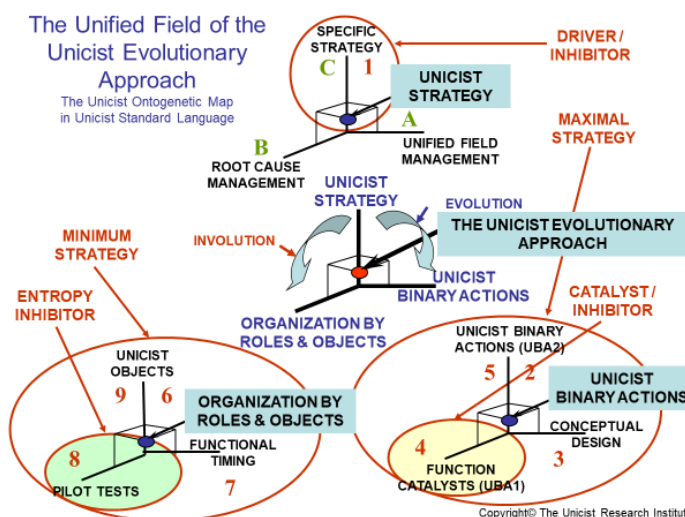 The Unified Field of the
Unicist Evolutionary
Approach
The Unicist Ontogenetic Map
in Unicist Standard Language
SPECIFIC
STRATEGY
C 1
DRIVER /
INHIBITOR
UNICIST
STRATEGY
A
B
UNIFIED FIELD
MANAGEMENT
ROOT CAUSE
MANAGEMENT
MAXIMAL
STRATEGY
UNICIST
STRATEGY
EVOLUTION
INVOLUTION
THE UNICIST EVOLUTIONARY
APPROACH
UNICIST
BINARY ACTIONS
ORGANIZATION BY
ROLES & OBJECTS
MINIMUM
STRATEGY
ENTROPY
INHIBITOR
CATALYST /
INHIBITOR
UNICIST
OBJECTS
9 6
ORGANIZATION BY
ROLES & OBJECTS
FUNCTIONAL
TIMING
8
7
PILOT TESTS
UNICIST BINARY
ACTIONS (UBA2)
5 2
UNICIST
BINARY ACTIONS
CONCEPTUAL
DESIGN
4
3
FUNCTION
CATALYSTS (UBA1)
Copyright© The Unicist Research Institut